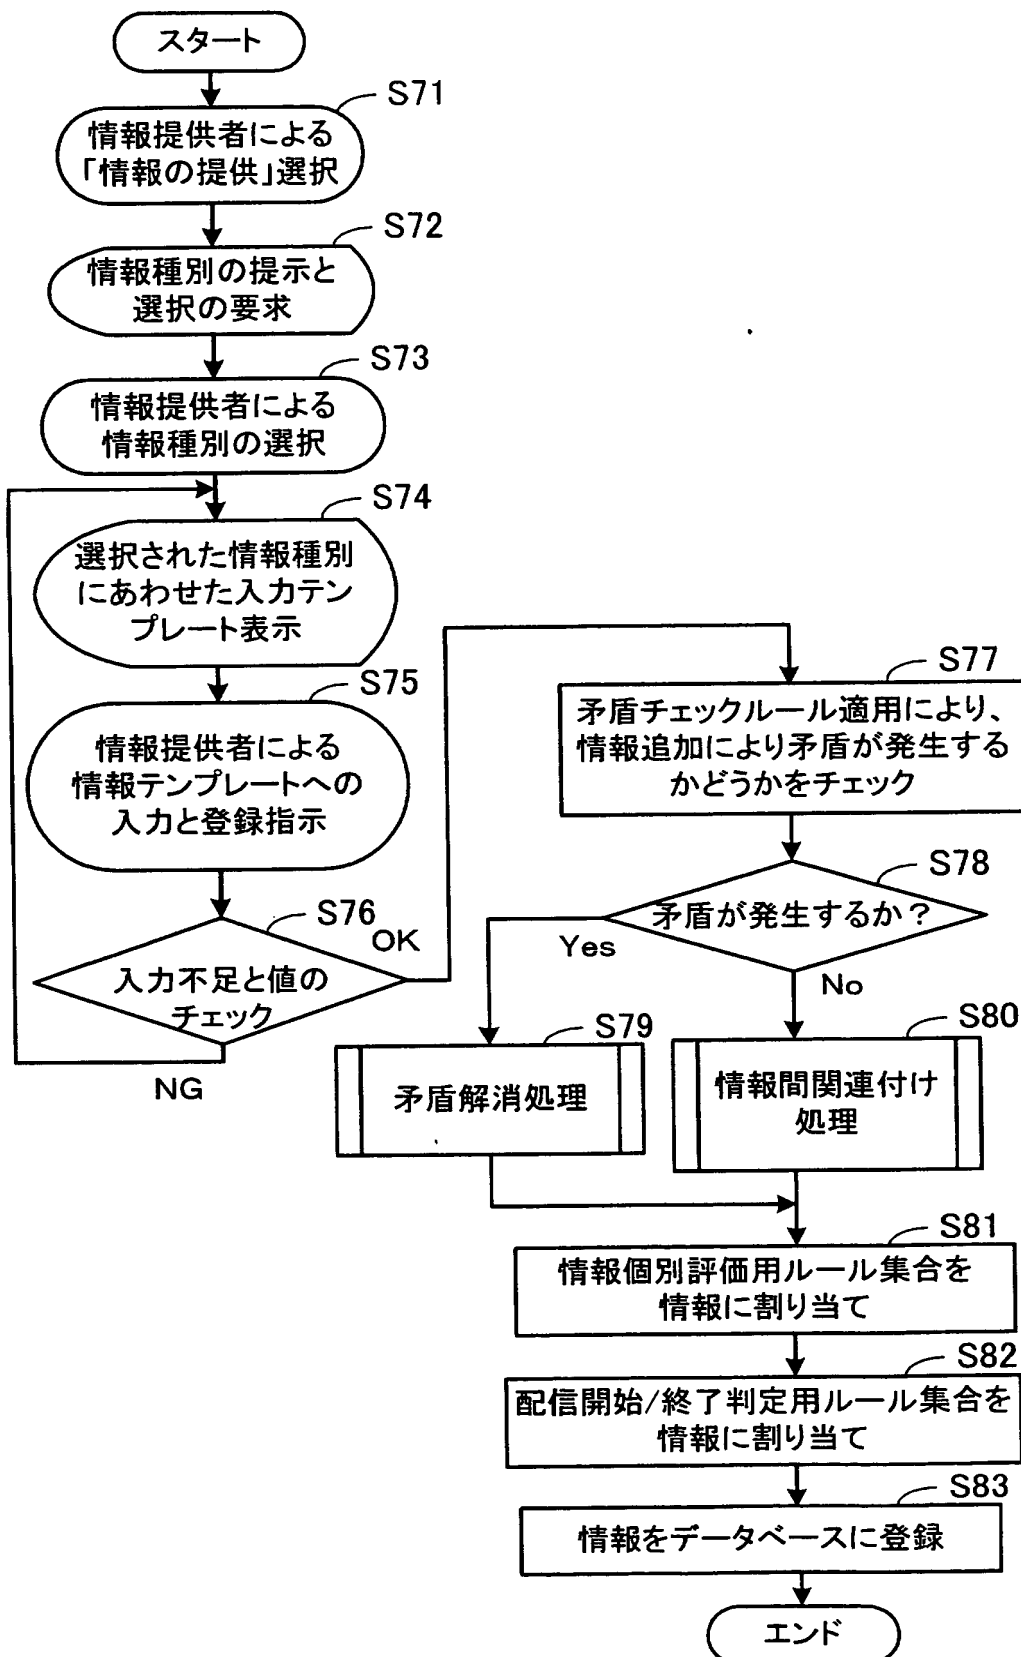 スタート
S71
情報提供者による
「情報の提供」選択
S72
情報種別の提示と
選択の要求
S73
情報提供者による
情報種別の選択
S74
選択された情報種別
にあわせた入力テン
プレート表示
S75
情報提供者による
情報テンプレートへの
入力と登録指示
S76
OK
入力不足と値の
チェック
NG
S77
矛盾チェックルール適用により、
情報追加により矛盾が発生する
かどうかをチェック
S78
矛盾が発生するか？
Yes
No
S79
矛盾解消処理
S80
情報間関連付け
処理
S81
情報個別評価用ルール集合を
情報に割り当て
S82
配信開始/終了判定用ルール集合を
情報に割り当て
S83
情報をデータベースに登録
エンド